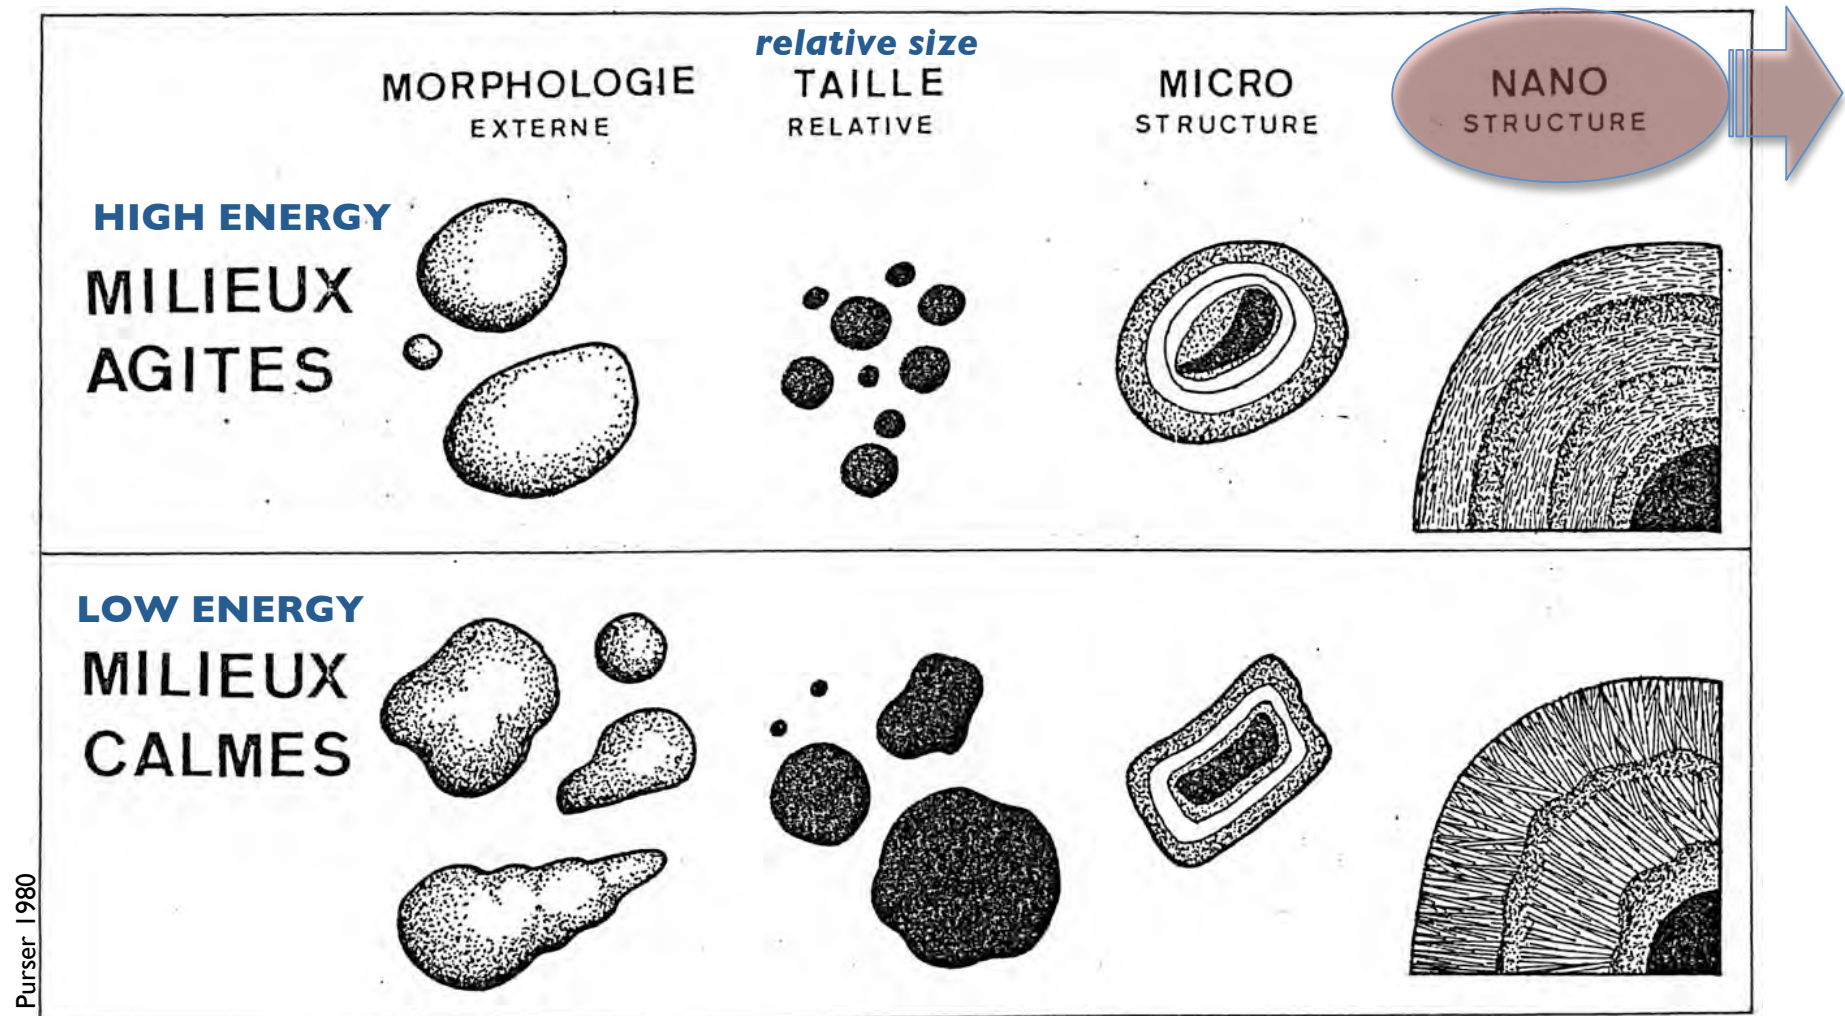 relative size
MORPHOLOGIE
EXTERNE
TAILLE
RELATIVE
MICRO
STRUCTURE
NANO
STRUCTURE
HIGH ENERGY
MILIEUX
AGITES
LOW ENERGY
MILIEUX
CALMES
Purser 1980